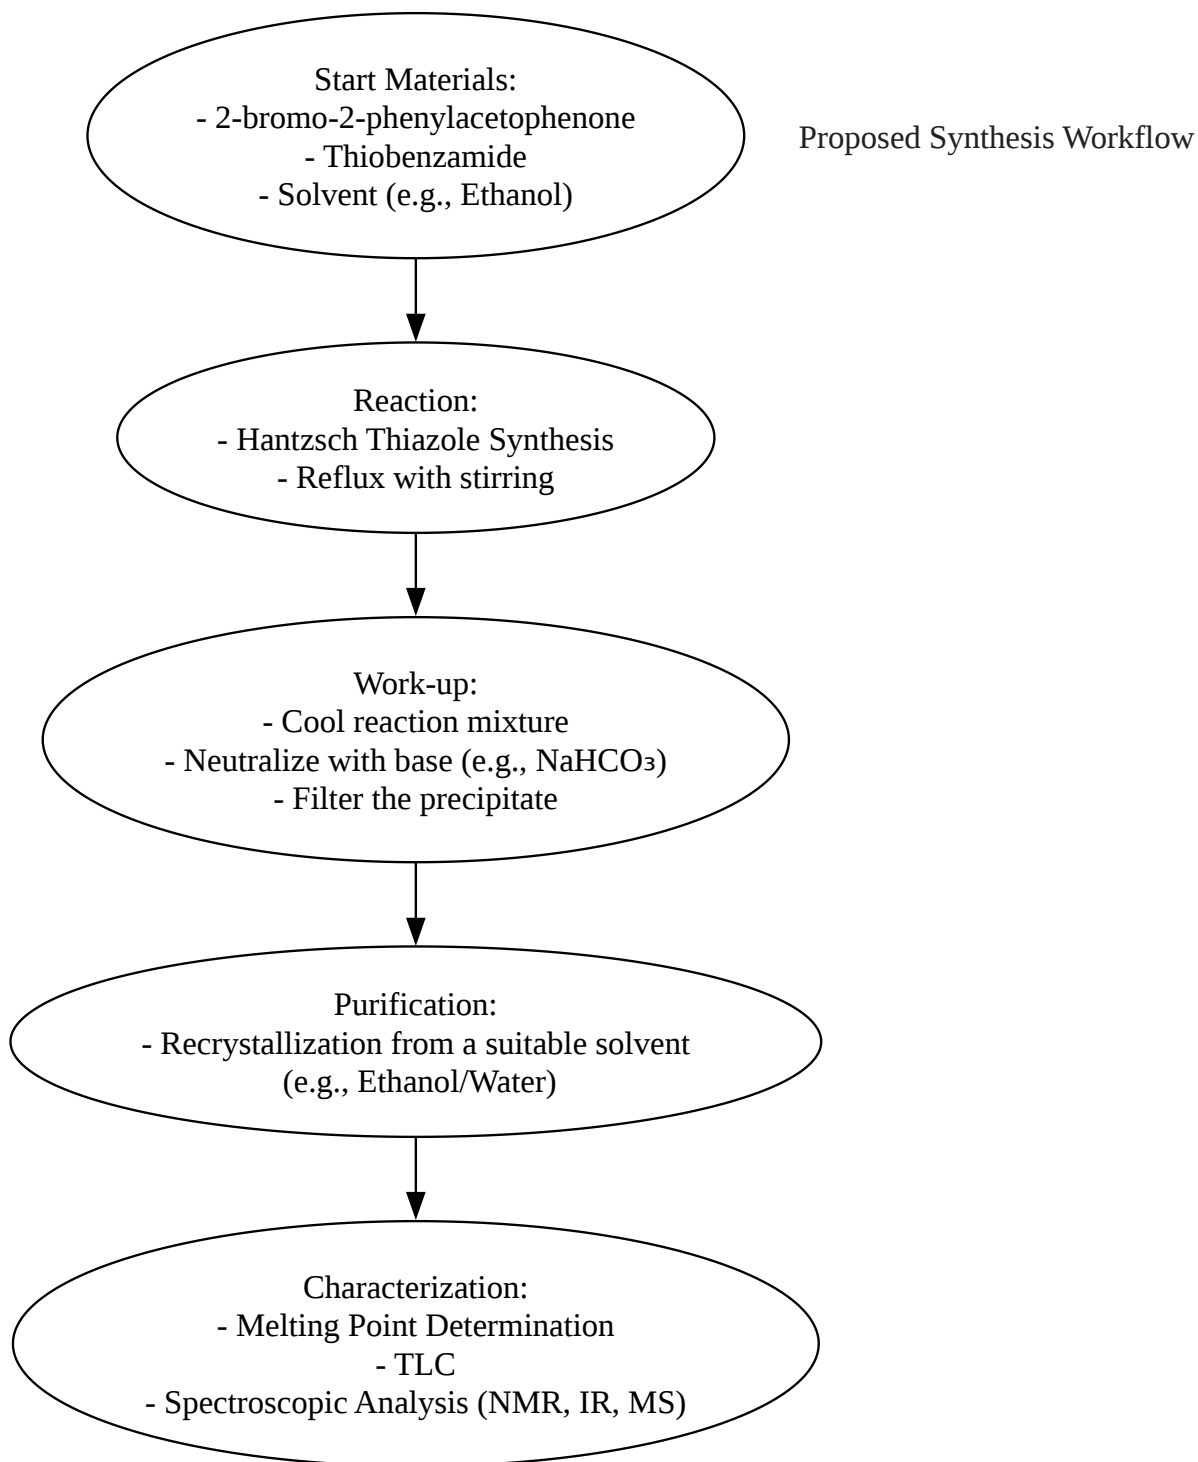 Start Materials:
- 2-bromo-2-phenylacetophenone
- Thiobenzamide
- Solvent (e.g., Ethanol)
Proposed Synthesis Workflow
Reaction:
- Hantzsch Thiazole Synthesis
- Reflux with stirring
Work-up:
- Cool reaction mixture
- Neutralize with base (e.g., NaHCO₃)
- Filter the precipitate
Purification:
- Recrystallization from a suitable solvent
(e.g., Ethanol/Water)
Characterization:
- Melting Point Determination
- TLC
- Spectroscopic Analysis (NMR, IR, MS)